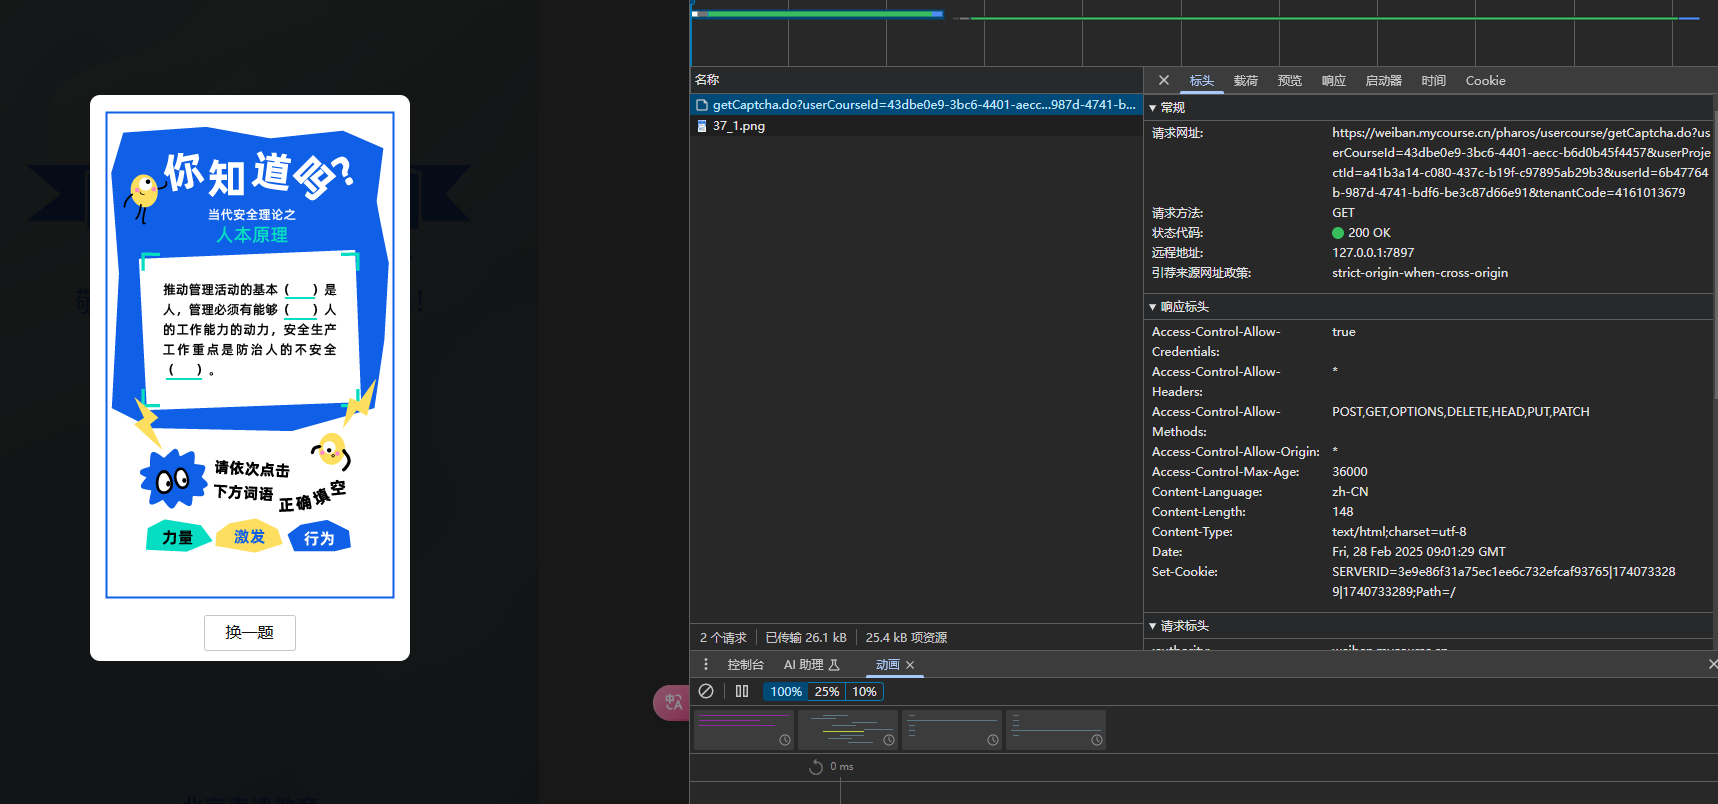 你知道吗?
当代安全理论之
人本原理
推动管理活动的基本(  )是
人,管理必须有能够(  )人
的工作能力的动力,安全生产
工作重点是防治人的不安全
(  )。
请依次点击
下方词语 正确填空
力量 激发 行为
换一题
名称
getCaptcha.do?userCourseId=43dbe0e9-3bc6-4401-aecc...987d-4741-b...
37_1.png
2 个请求 已传输 26.1 kB 25.4 kB 项资源
标头 载荷 预览 响应 启动器 时间 Cookie
常规
请求网址: https://weiban.mycourse.cn/pharos/usercourse/getCaptcha.do?us
erCourseId=43dbe0e9-3bc6-4401-aecc-b6d0b45f4457&userProj
ectId=a41b3a14-c080-437c-b19f-c97895ab29b3&userId=6b47764
b-987d-4741-bdf6-be3c87d66e91&tenantCode=4161013679
请求方法: GET
状态代码: 200 OK
远程地址: 127.0.0.1:7897
引荐来源网址政策: strict-origin-when-cross-origin
响应标头
Access-Control-Allow- true
Credentials:
Access-Control-Allow- *
Headers:
Access-Control-Allow- POST,GET,OPTIONS,DELETE,HEAD,PUT,PATCH
Methods:
Access-Control-Allow-Origin: *
Access-Control-Max-Age: 36000
Content-Language: zh-CN
Content-Length: 148
Content-Type: text/html;charset=utf-8
Date: Fri, 28 Feb 2025 09:01:29 GMT
Set-Cookie: SERVERID=3e9e86f31a75ec1ee6c732efcaf93765|174073328
9|1740733289;Path=/
请求标头
控制台 AI 助理 动画
100% 25% 10%
0 ms